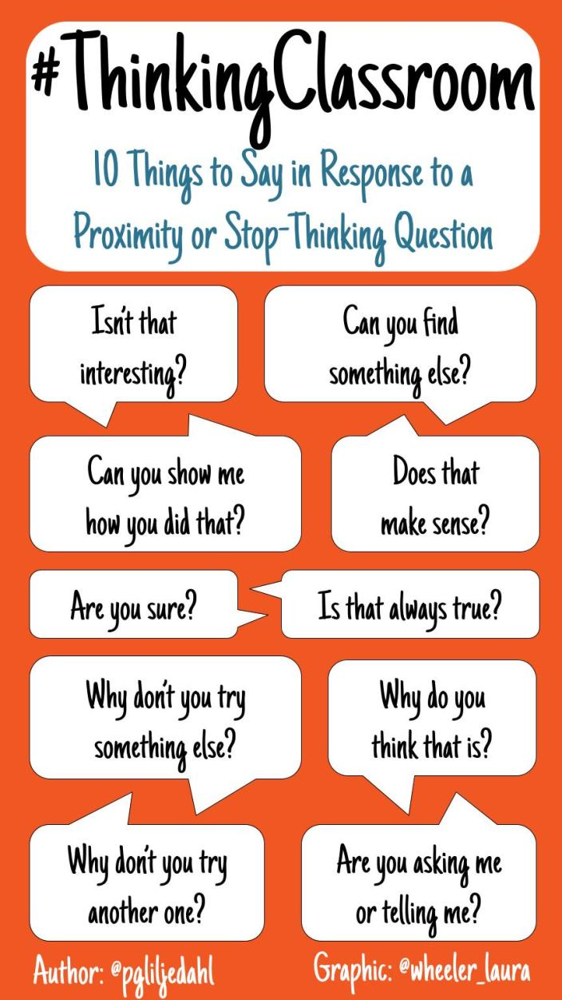 #ThinkingClassroom
10 Things to Say in Response to a
Proximity or Stop-Thinking Question
Isn't that
interesting?
Can you find
something else?
Can you show me
how you did that?
Does that
make sense?
Are you sure?
Is that always true?
Why don't you try
something else?
Why do you
think that is?
Why don't you try
another one?
Are you asking me
or telling me?
Author: @pgliljedahl
Graphic: @wheeler_laura